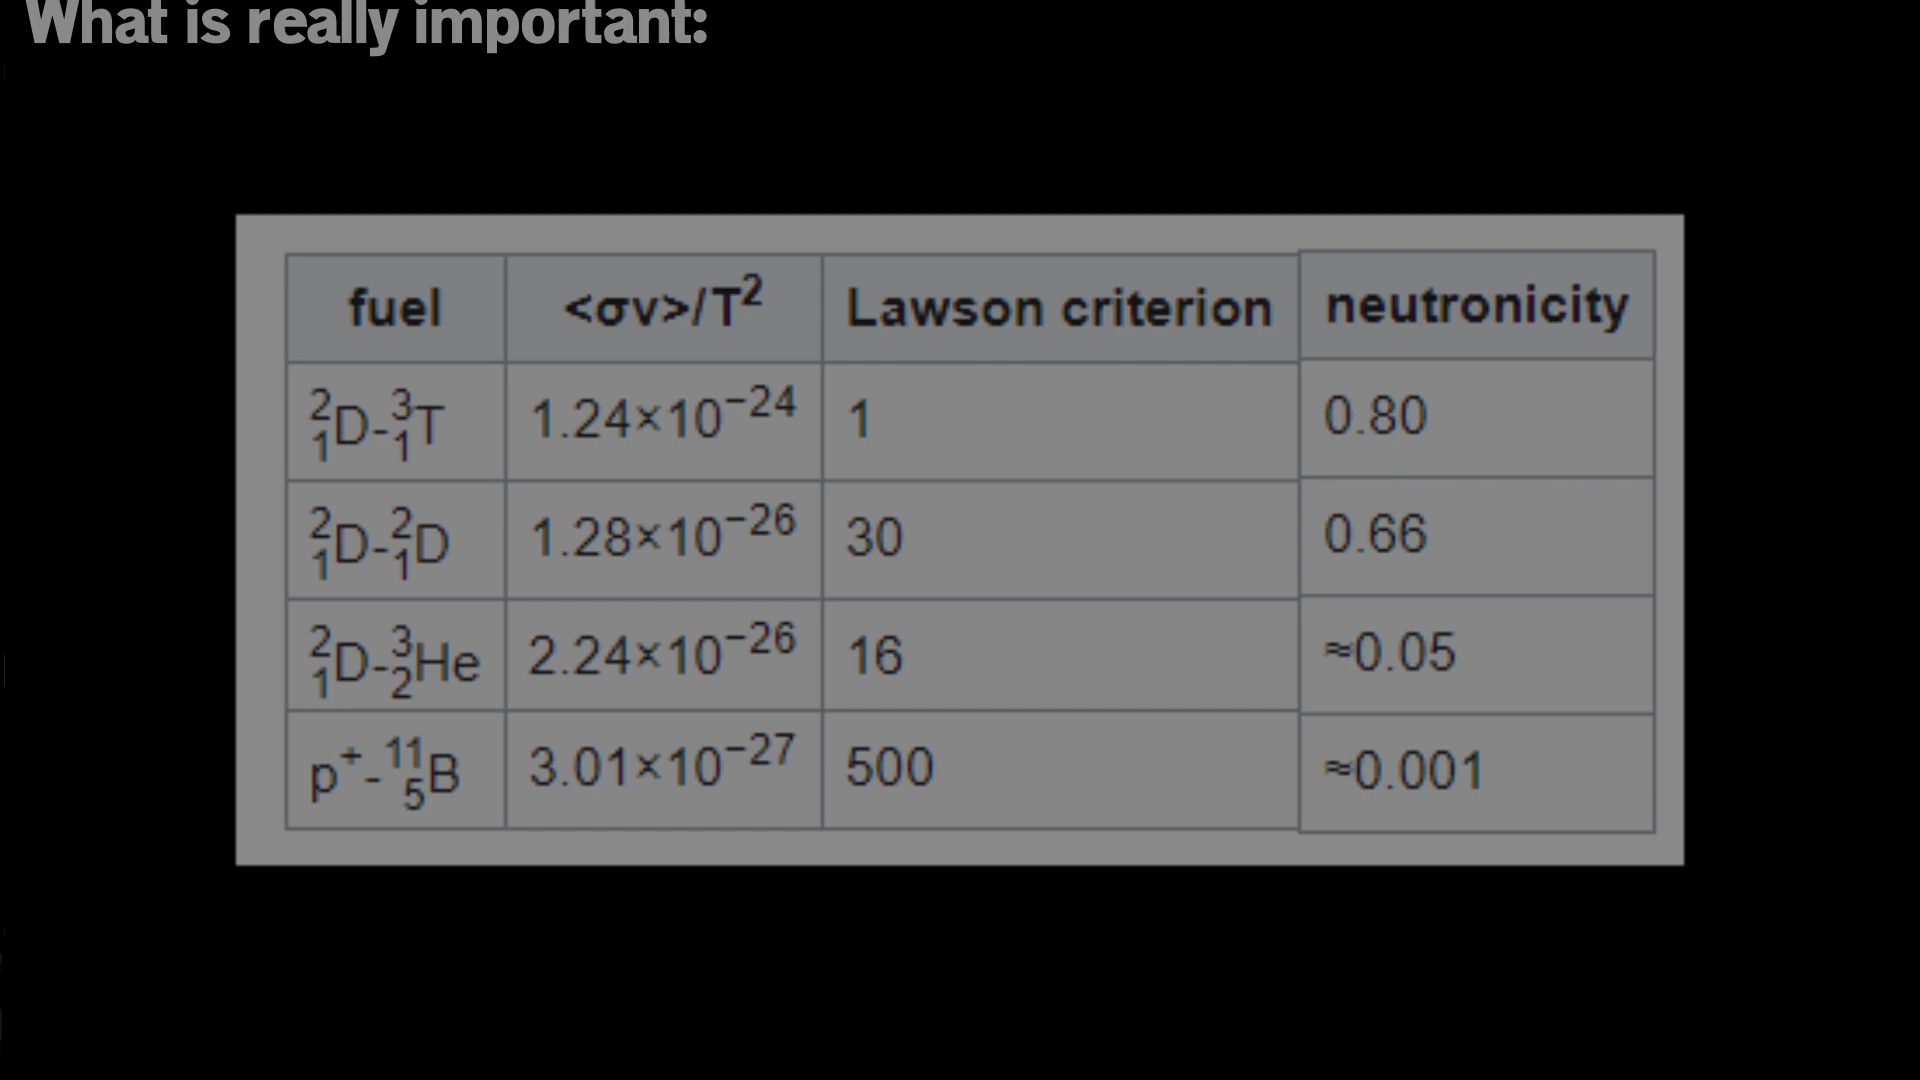 What is really important:
fuel <σv>/T² Lawson criterion neutronicity
²₁D-³₁T 1.24×10⁻²⁴ 1 0.80
²₁D-²₁D 1.28×10⁻²⁶ 30 0.66
²₁D-³₂He 2.24×10⁻²⁶ 16 ≈0.05
p⁺-¹¹₅B 3.01×10⁻²⁷ 500 ≈0.001